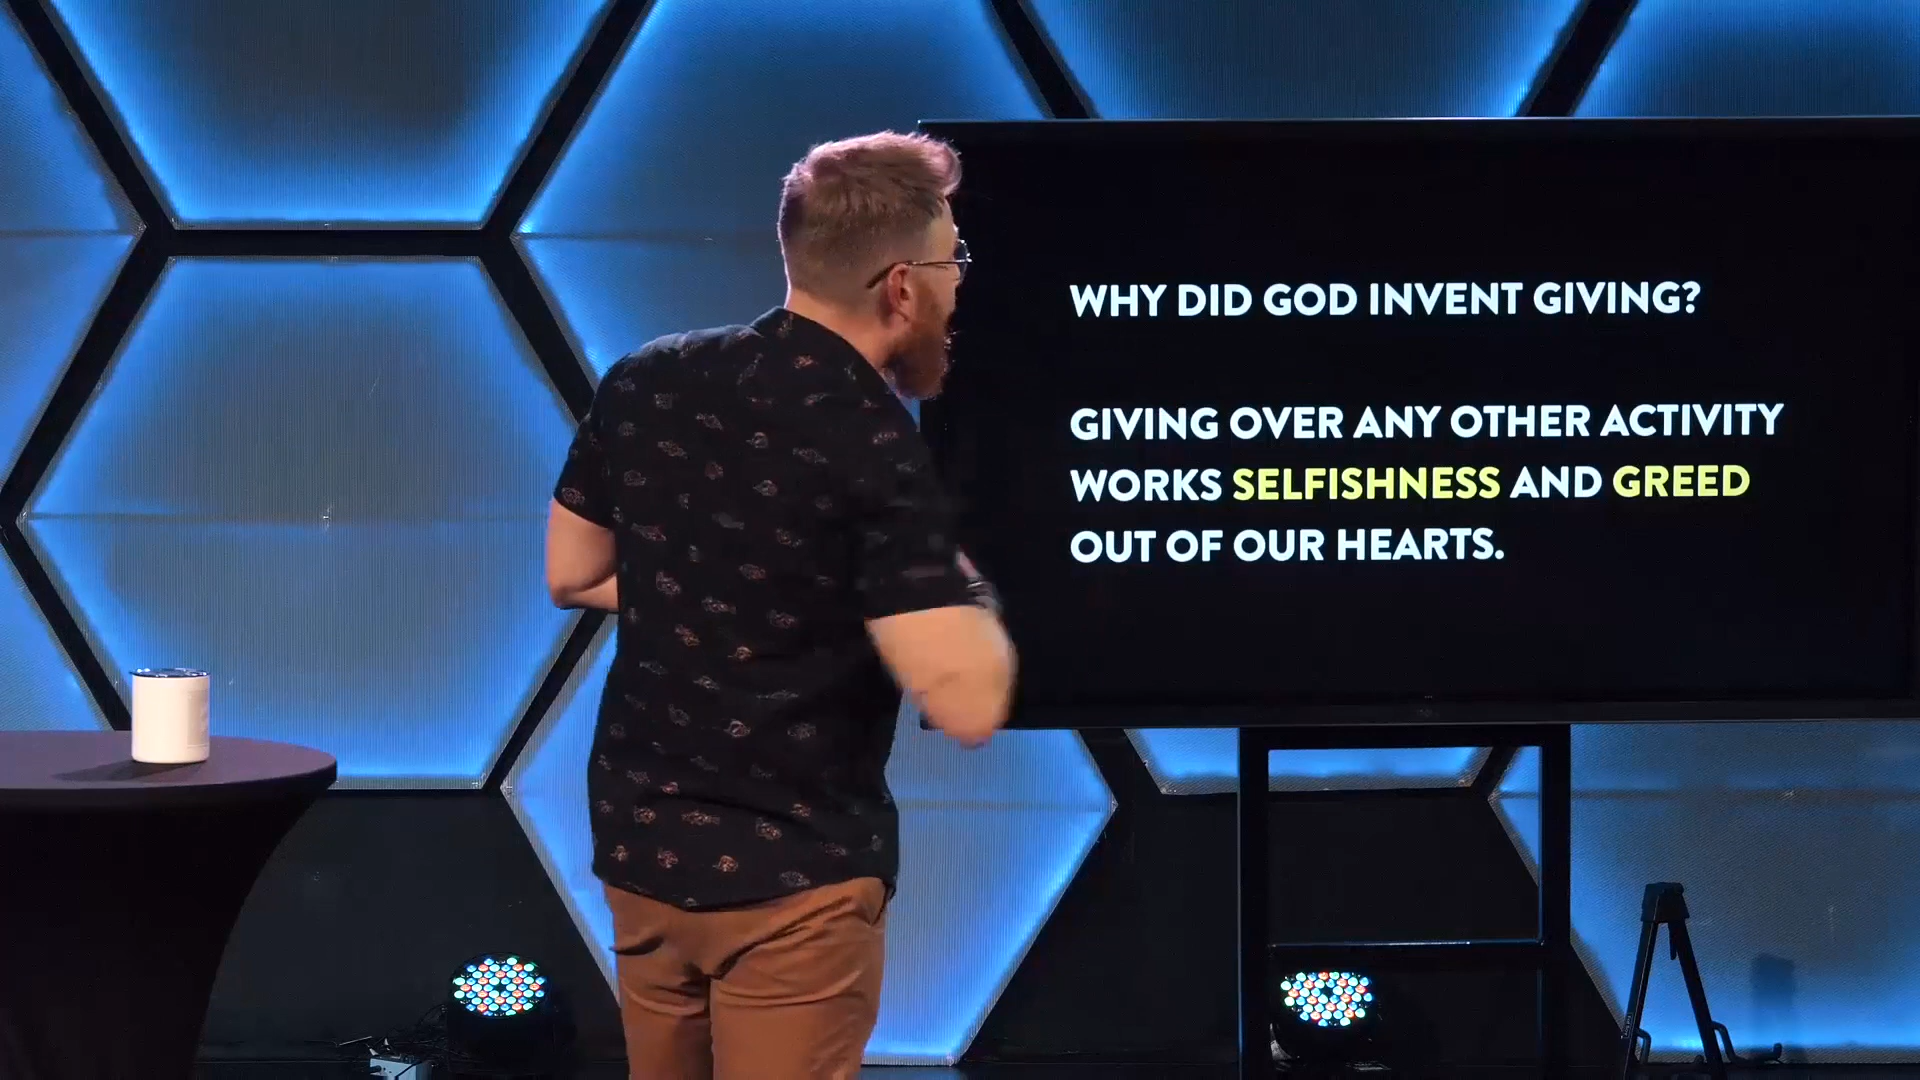 WHY DID GOD INVENT GIVING?
GIVING OVER ANY OTHER ACTIVITY
WORKS SELFISHNESS AND GREED
OUT OF OUR HEARTS.